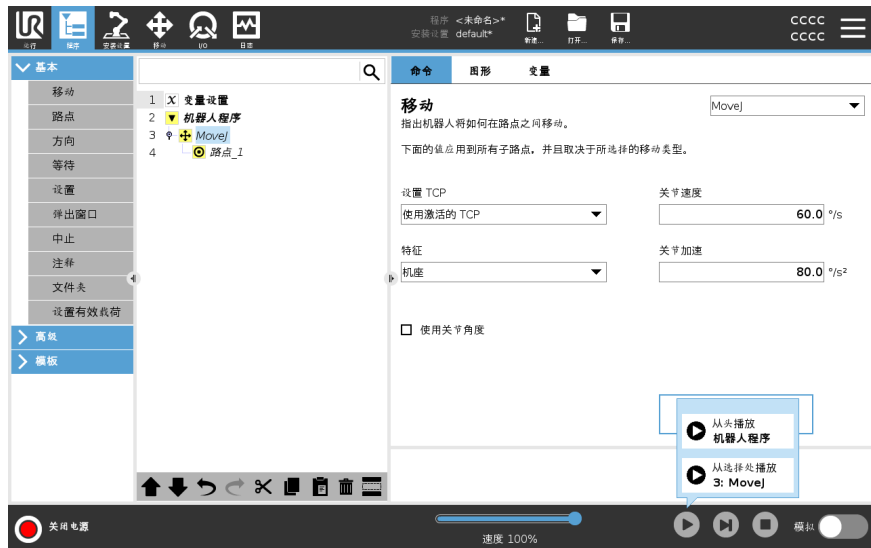 UR
运行
程序
安装设置
移动
I/O
日志
程序 <未命名>*
安装设置 default*
新建...
打开...
保存...
CCCC
CCCC
基本
移动
路点
方向
等待
设置
弹出窗口
中止
注释
文件夹
设置有效载荷
高级
模板
1 X 变量设置
2 机器人程序
3 MoveJ
4 路点_1
命令 图形 变量
移动
MoveJ
指出机器人将如何在路点之间移动。
下面的值应用到所有子路点，并且取决于所选择的移动类型。
设置 TCP
使用激活的 TCP
关节速度
60.0 °/s
特征
机座
关节加速
80.0 °/s²
使用关节角度
从头播放
机器人程序
从选择处播放
3: MoveJ
关闭电源
速度 100%
模拟